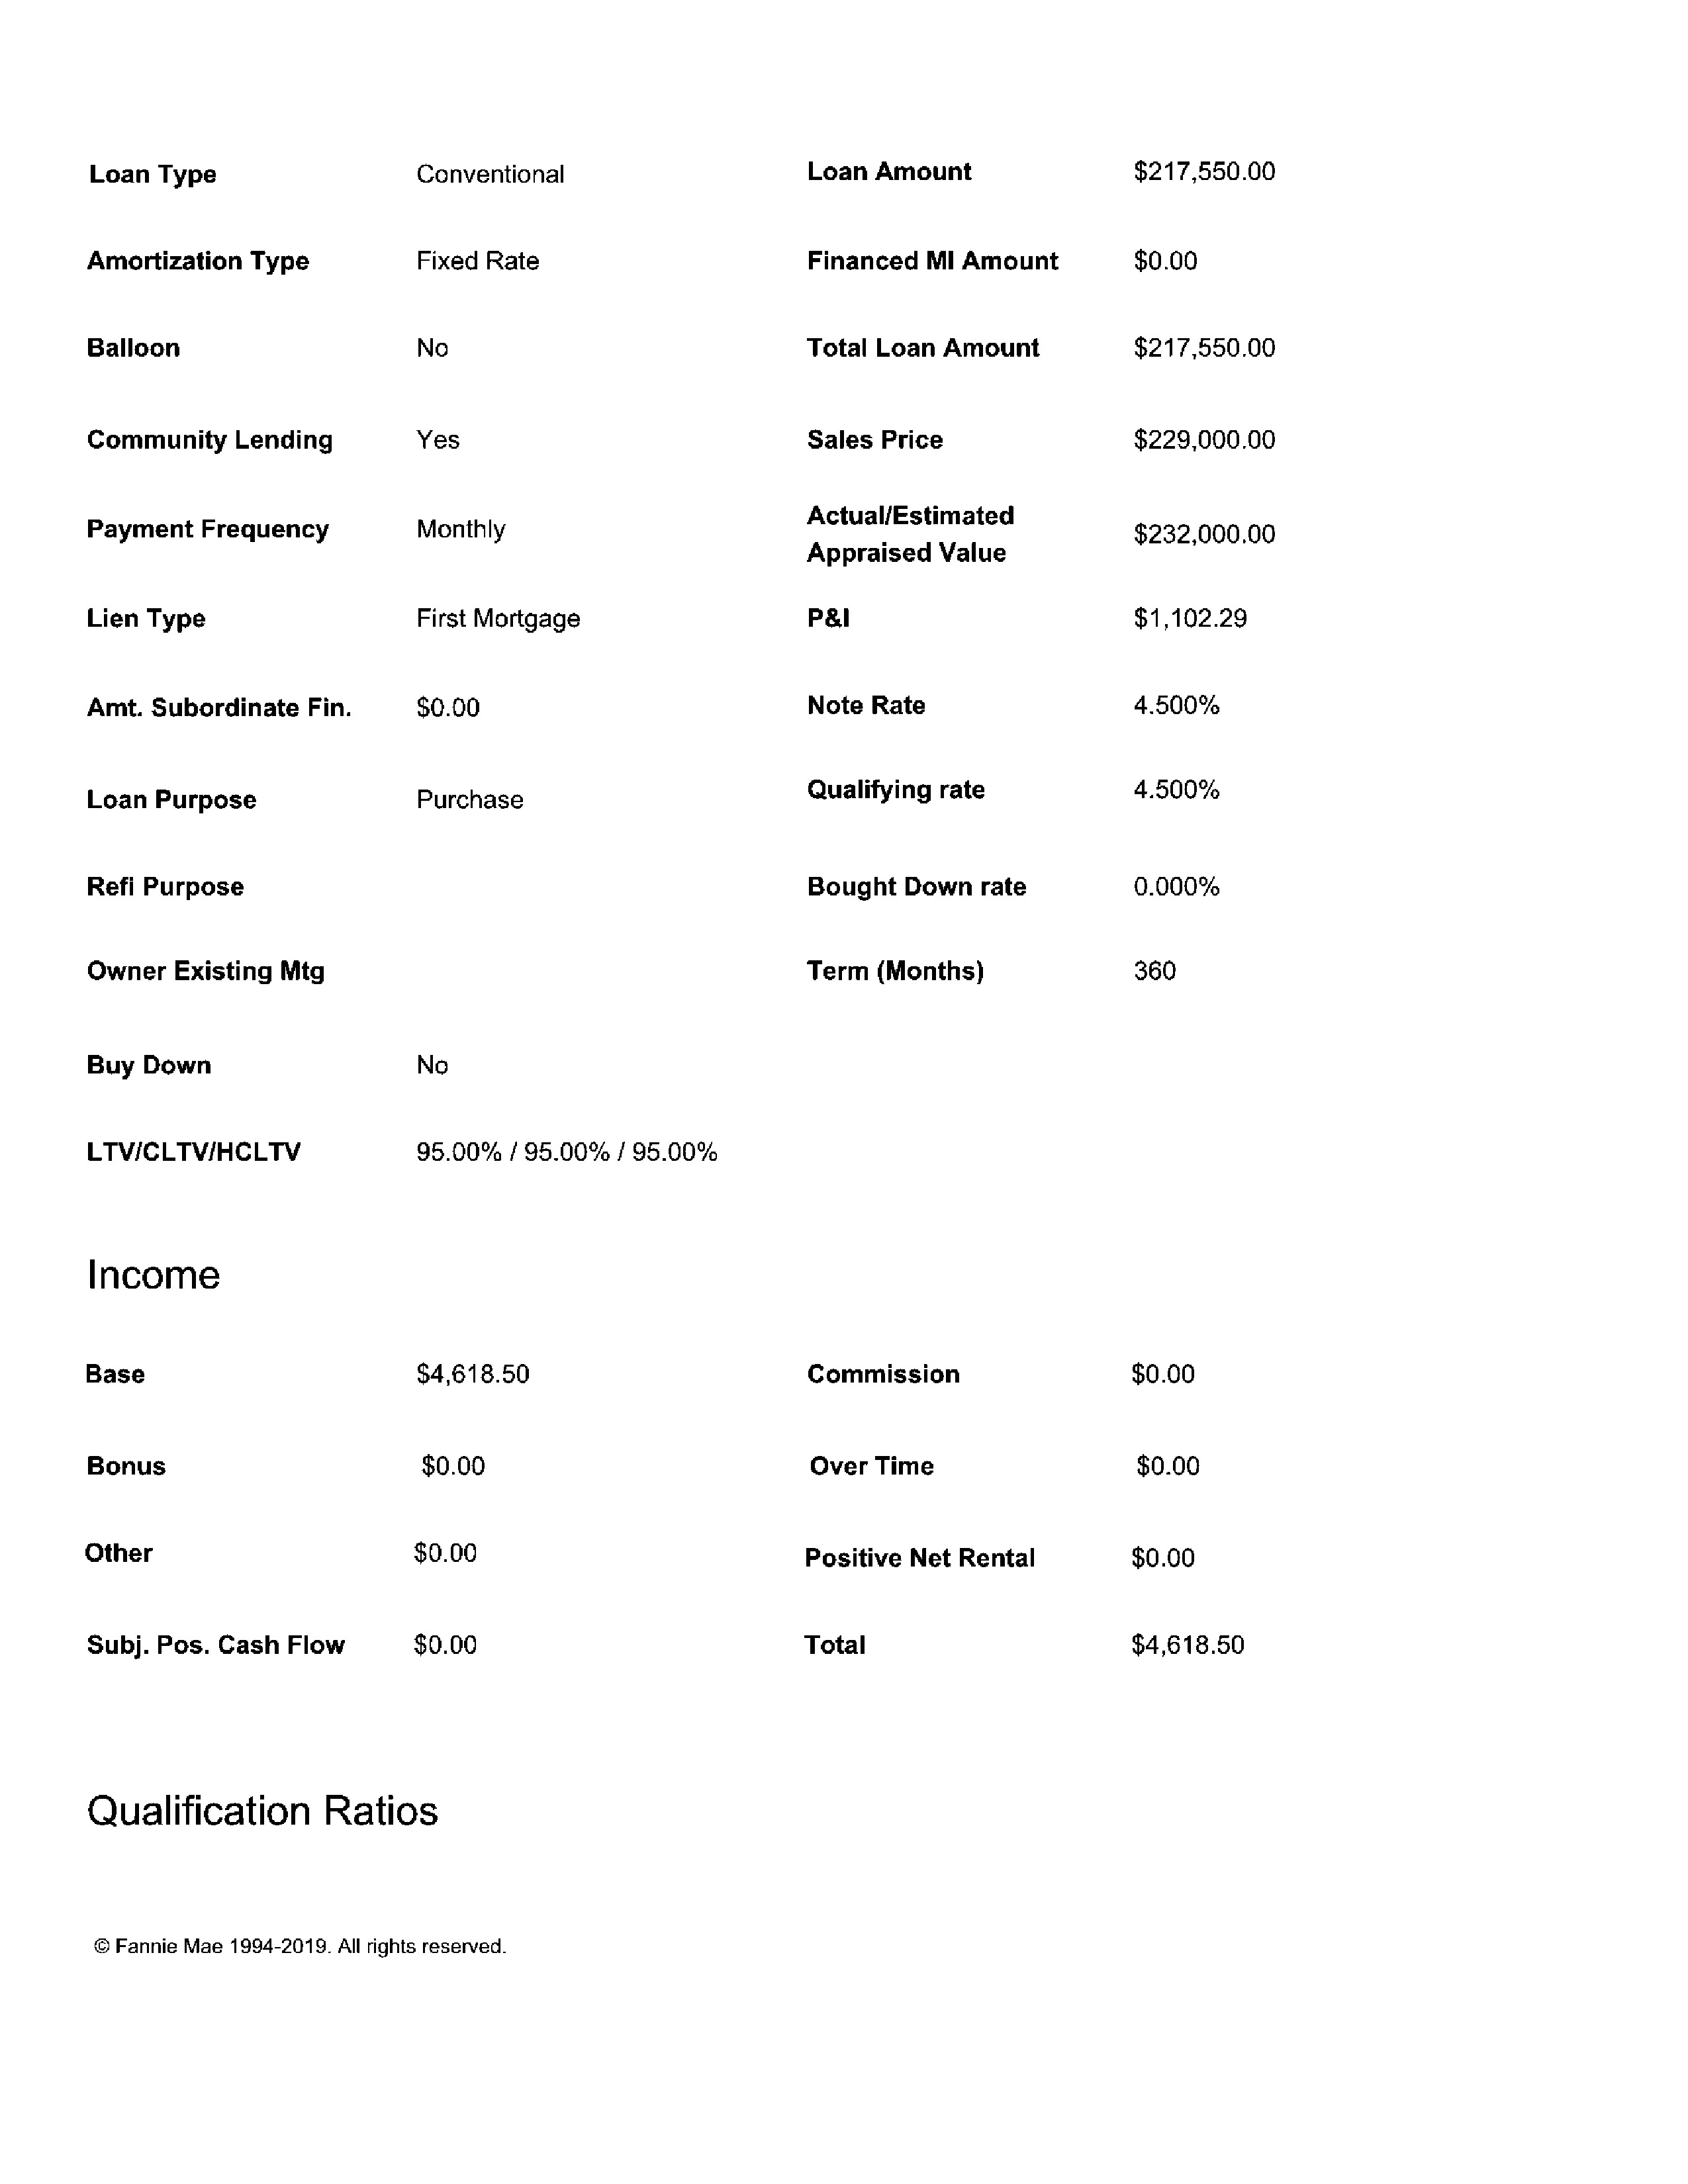 Loan Type Conventional Loan Amount $217,550.00
Amortization Type Fixed Rate Financed MI Amount $0.00
Balloon No Total Loan Amount $217,550.00
Community Lending Yes Sales Price $229,000.00
Payment Frequency Monthly Actual/Estimated
Appraised Value $232,000.00
Lien Type First Mortgage P&I $1,102.29
Amt. Subordinate Fin. $0.00 Note Rate 4.500%
Loan Purpose Purchase Qualifying rate 4.500%
Refi Purpose Bought Down rate 0.000%
Owner Existing Mtg Term (Months) 360
Buy Down No
LTV/CLTV/HCLTV 95.00% / 95.00% / 95.00%
Income
Base $4,618.50 Commission $0.00
Bonus $0.00 Over Time $0.00
Other $0.00 Positive Net Rental $0.00
Subj. Pos. Cash Flow $0.00 Total $4,618.50
Qualification Ratios
© Fannie Mae 1994-2019. All rights reserved.